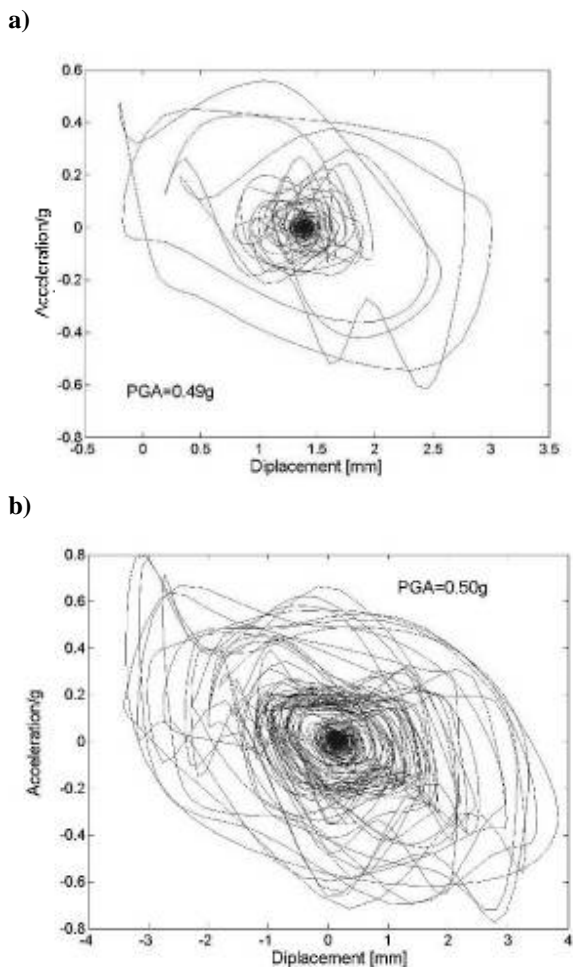 a)
0.6
0.4
0.2
0
-0.2
-0.4
-0.6
-0.8
Acceleration/g
PGA=0.49g
-0.5 0 0.5 1 1.5 2 2.5 3 3.5
Diplacement [mm]
b)
0.8
0.6
0.4
0.2
0
-0.2
-0.4
-0.6
-0.8
Acceleration/g
PGA=0.50g
-4 -3 -2 -1 0 1 2 3 4
Diplacement [mm]